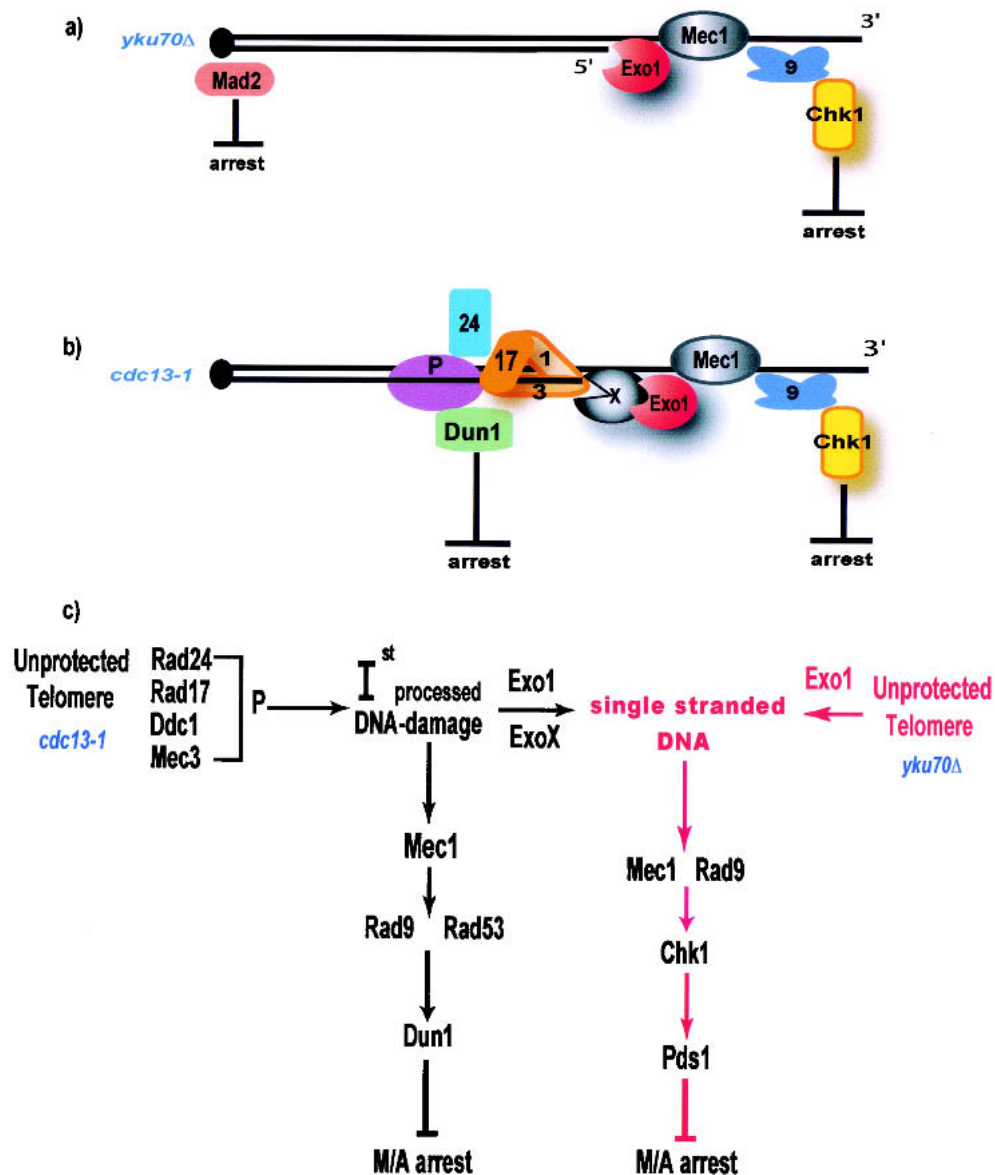 a)
yku70Δ
Mad2
arrest
5'
Exo1
Mec1
3'
9
Chk1
arrest
b)
cdc13-1
24
P
17
1
3
X
Dun1
arrest
Exo1
Mec1
3'
9
Chk1
arrest
c)
Unprotected
Telomere
cdc13-1
Rad24
Rad17
Ddc1
Mec3
P
I st
processed
DNA-damage
Exo1
ExoX
single stranded
DNA
Exo1
Unprotected
Telomere
yku70Δ
Mec1
Rad9 Rad53
Dun1
M/A arrest
Mec1 Rad9
Chk1
Pds1
M/A arrest